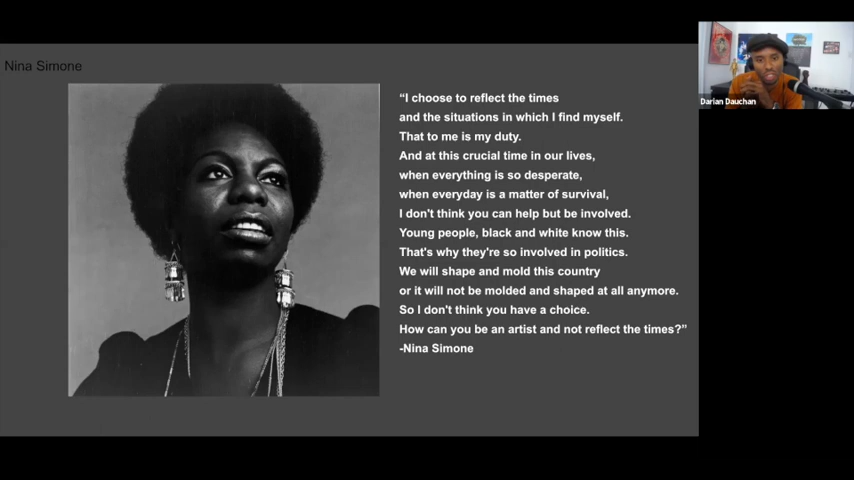 Nina Simone
“I choose to reflect the times
and the situations in which I find myself.
That to me is my duty.
And at this crucial time in our lives,
when everything is so desperate,
when everyday is a matter of survival,
I don't think you can help but be involved.
Young people, black and white know this.
That's why they're so involved in politics.
We will shape and mold this country
or it will not be molded and shaped at all anymore.
So I don't think you have a choice.
How can you be an artist and not reflect the times?”
-Nina Simone
Darian Dauchan